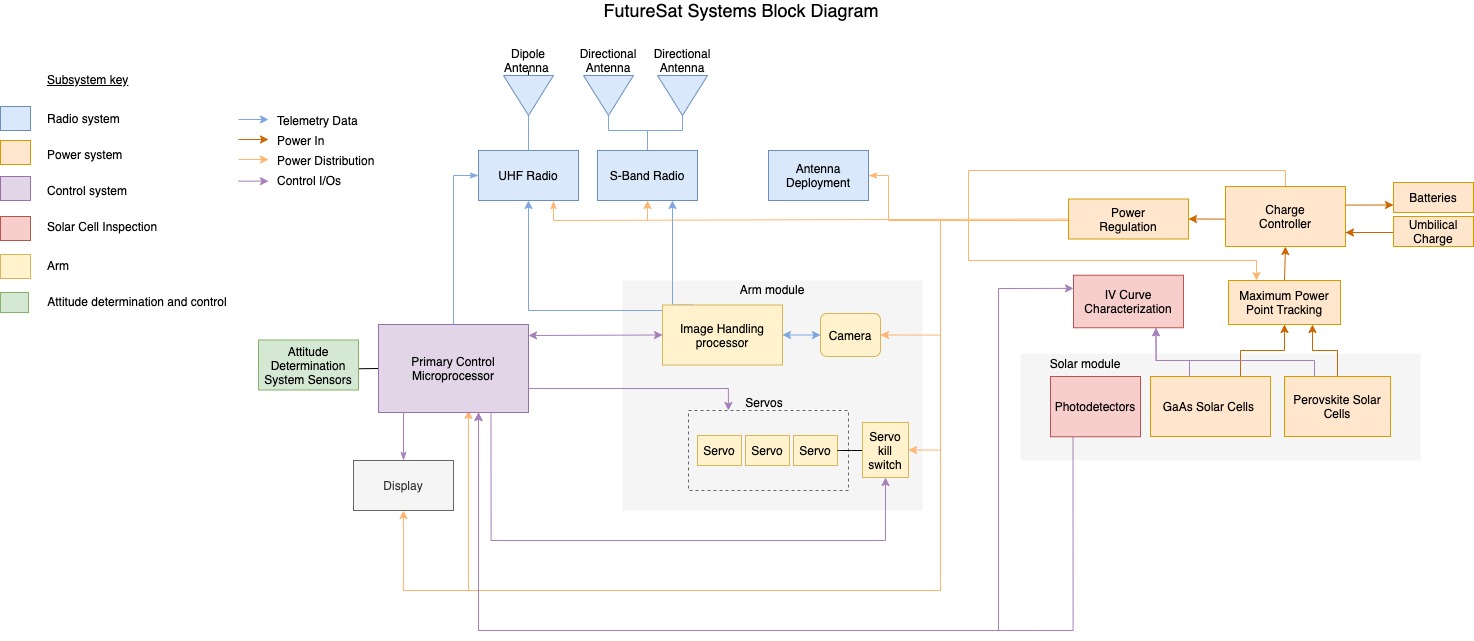 FutureSat Systems Block Diagram
Subsystem key
Radio system
Power system
Control system
Solar Cell Inspection
Arm
Attitude determination and control
Telemetry Data
Power In
Power Distribution
Control I/Os
Dipole
Antenna
Directional
Antenna
Directional
Antenna
UHF Radio
S-Band Radio
Antenna
Deployment
Power
Regulation
Charge
Controller
Batteries
Umbilical
Charge
IV Curve
Characterization
Maximum Power
Point Tracking
Solar module
Photodetectors
GaAs Solar Cells
Perovskite Solar
Cells
Arm module
Image Handling
processor
Camera
Attitude
Determination
System Sensors
Primary Control
Microprocessor
Servos
Servo
Servo
Servo
Servo
kill
switch
Display